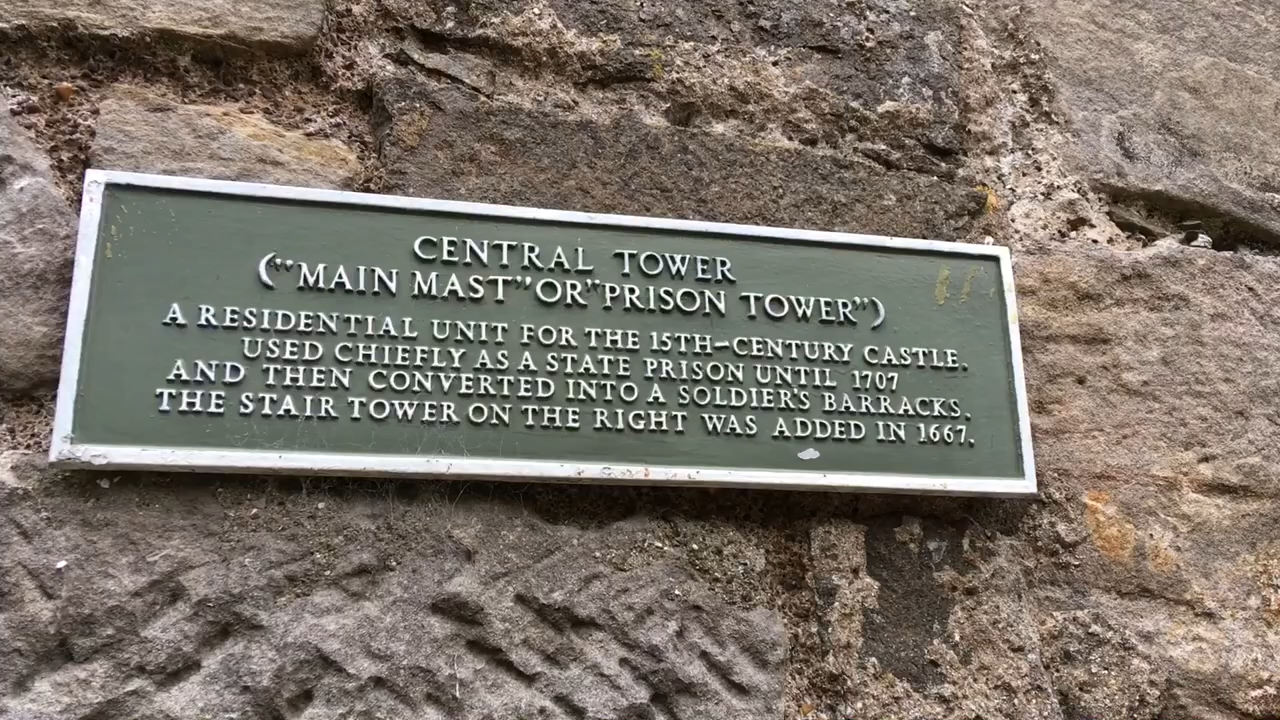 CENTRAL TOWER
("MAIN MAST" OR "PRISON TOWER")
A RESIDENTIAL UNIT FOR THE 15TH-CENTURY CASTLE.
USED CHIEFLY AS A STATE PRISON UNTIL 1707
AND THEN CONVERTED INTO A SOLDIER'S BARRACKS.
THE STAIR TOWER ON THE RIGHT WAS ADDED IN 1667.